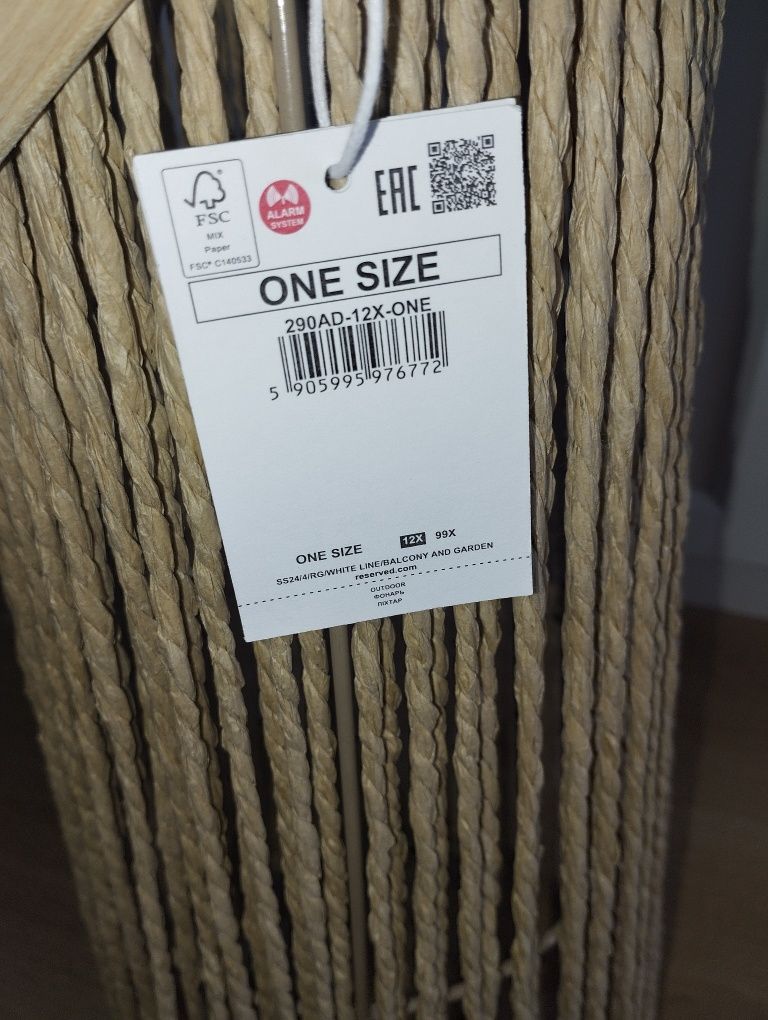 FSC
MIX
Paper
FSC® C140533
ALARM
SYSTEM
EAC
ONE SIZE
290AD-12X-ONE
5 905995 976772
ONE SIZE 12X 99X
SS24/4/RG/WHITE LINE/BALCONY AND GARDEN
reserved.com
OUTDOOR
ФОНАРЬ
ЛІХТАР